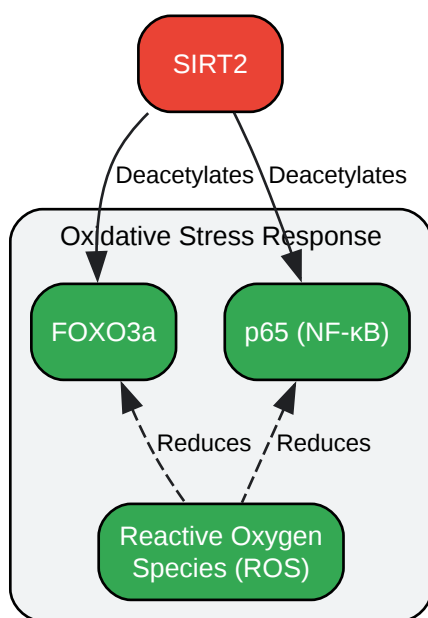 SIRT2
Deacetylates
Deacetylates
Oxidative Stress Response
FOXO3a
p65 (NF-κB)
Reduces
Reduces
Reactive Oxygen
Species (ROS)